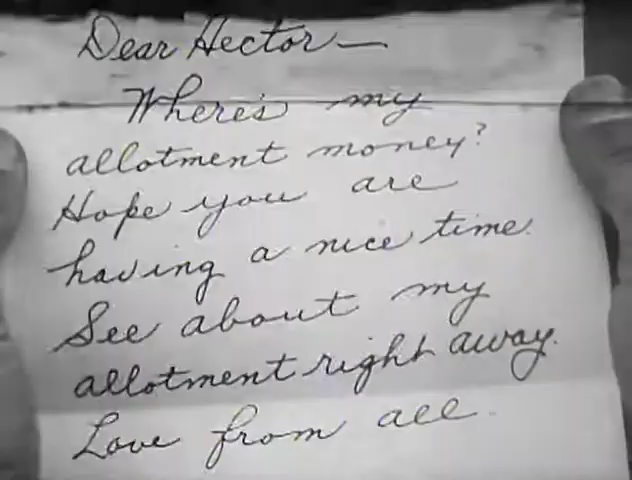 Dear Hector—
Where's my
allotment money?
Hope you are
having a nice time.
See about my
allotment right away.
Love from all.